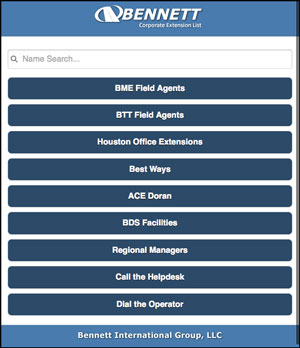 BENNETT
Corporate Extension List
Name Search...
BME Field Agents
BTT Field Agents
Houston Office Extensions
Best Ways
ACE Doran
BDS Facilities
Regional Managers
Call the Helpdesk
Dial the Operator
Bennett International Group, LLC